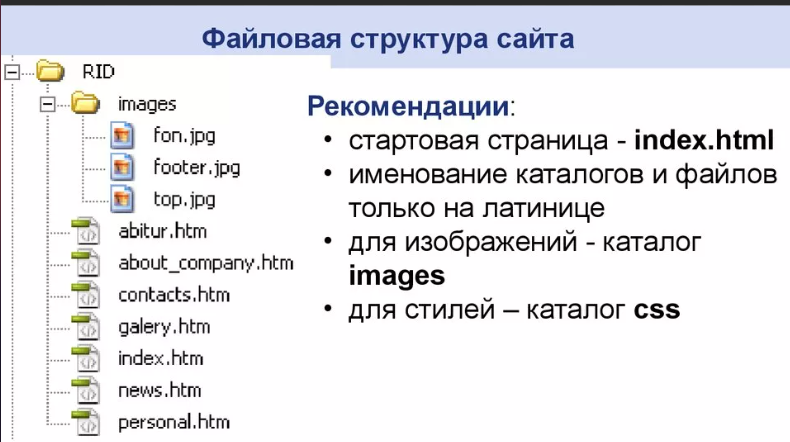 Файловая структура сайта
RID
images
fon.jpg
footer.jpg
top.jpg
abitur.htm
about_company.htm
contacts.htm
galery.htm
index.htm
news.htm
personal.htm
Рекомендации:
• стартовая страница - index.html
• именование каталогов и файлов
только на латинице
• для изображений - каталог
images
• для стилей – каталог css